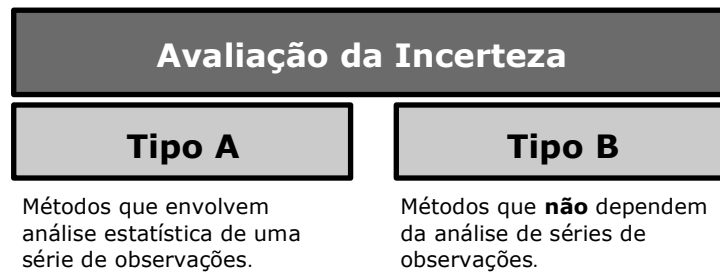 Avaliação da Incerteza
Tipo A
Tipo B
Métodos que envolvem
análise estatística de uma
série de observações.
Métodos que não dependem
da análise de séries de
observações.